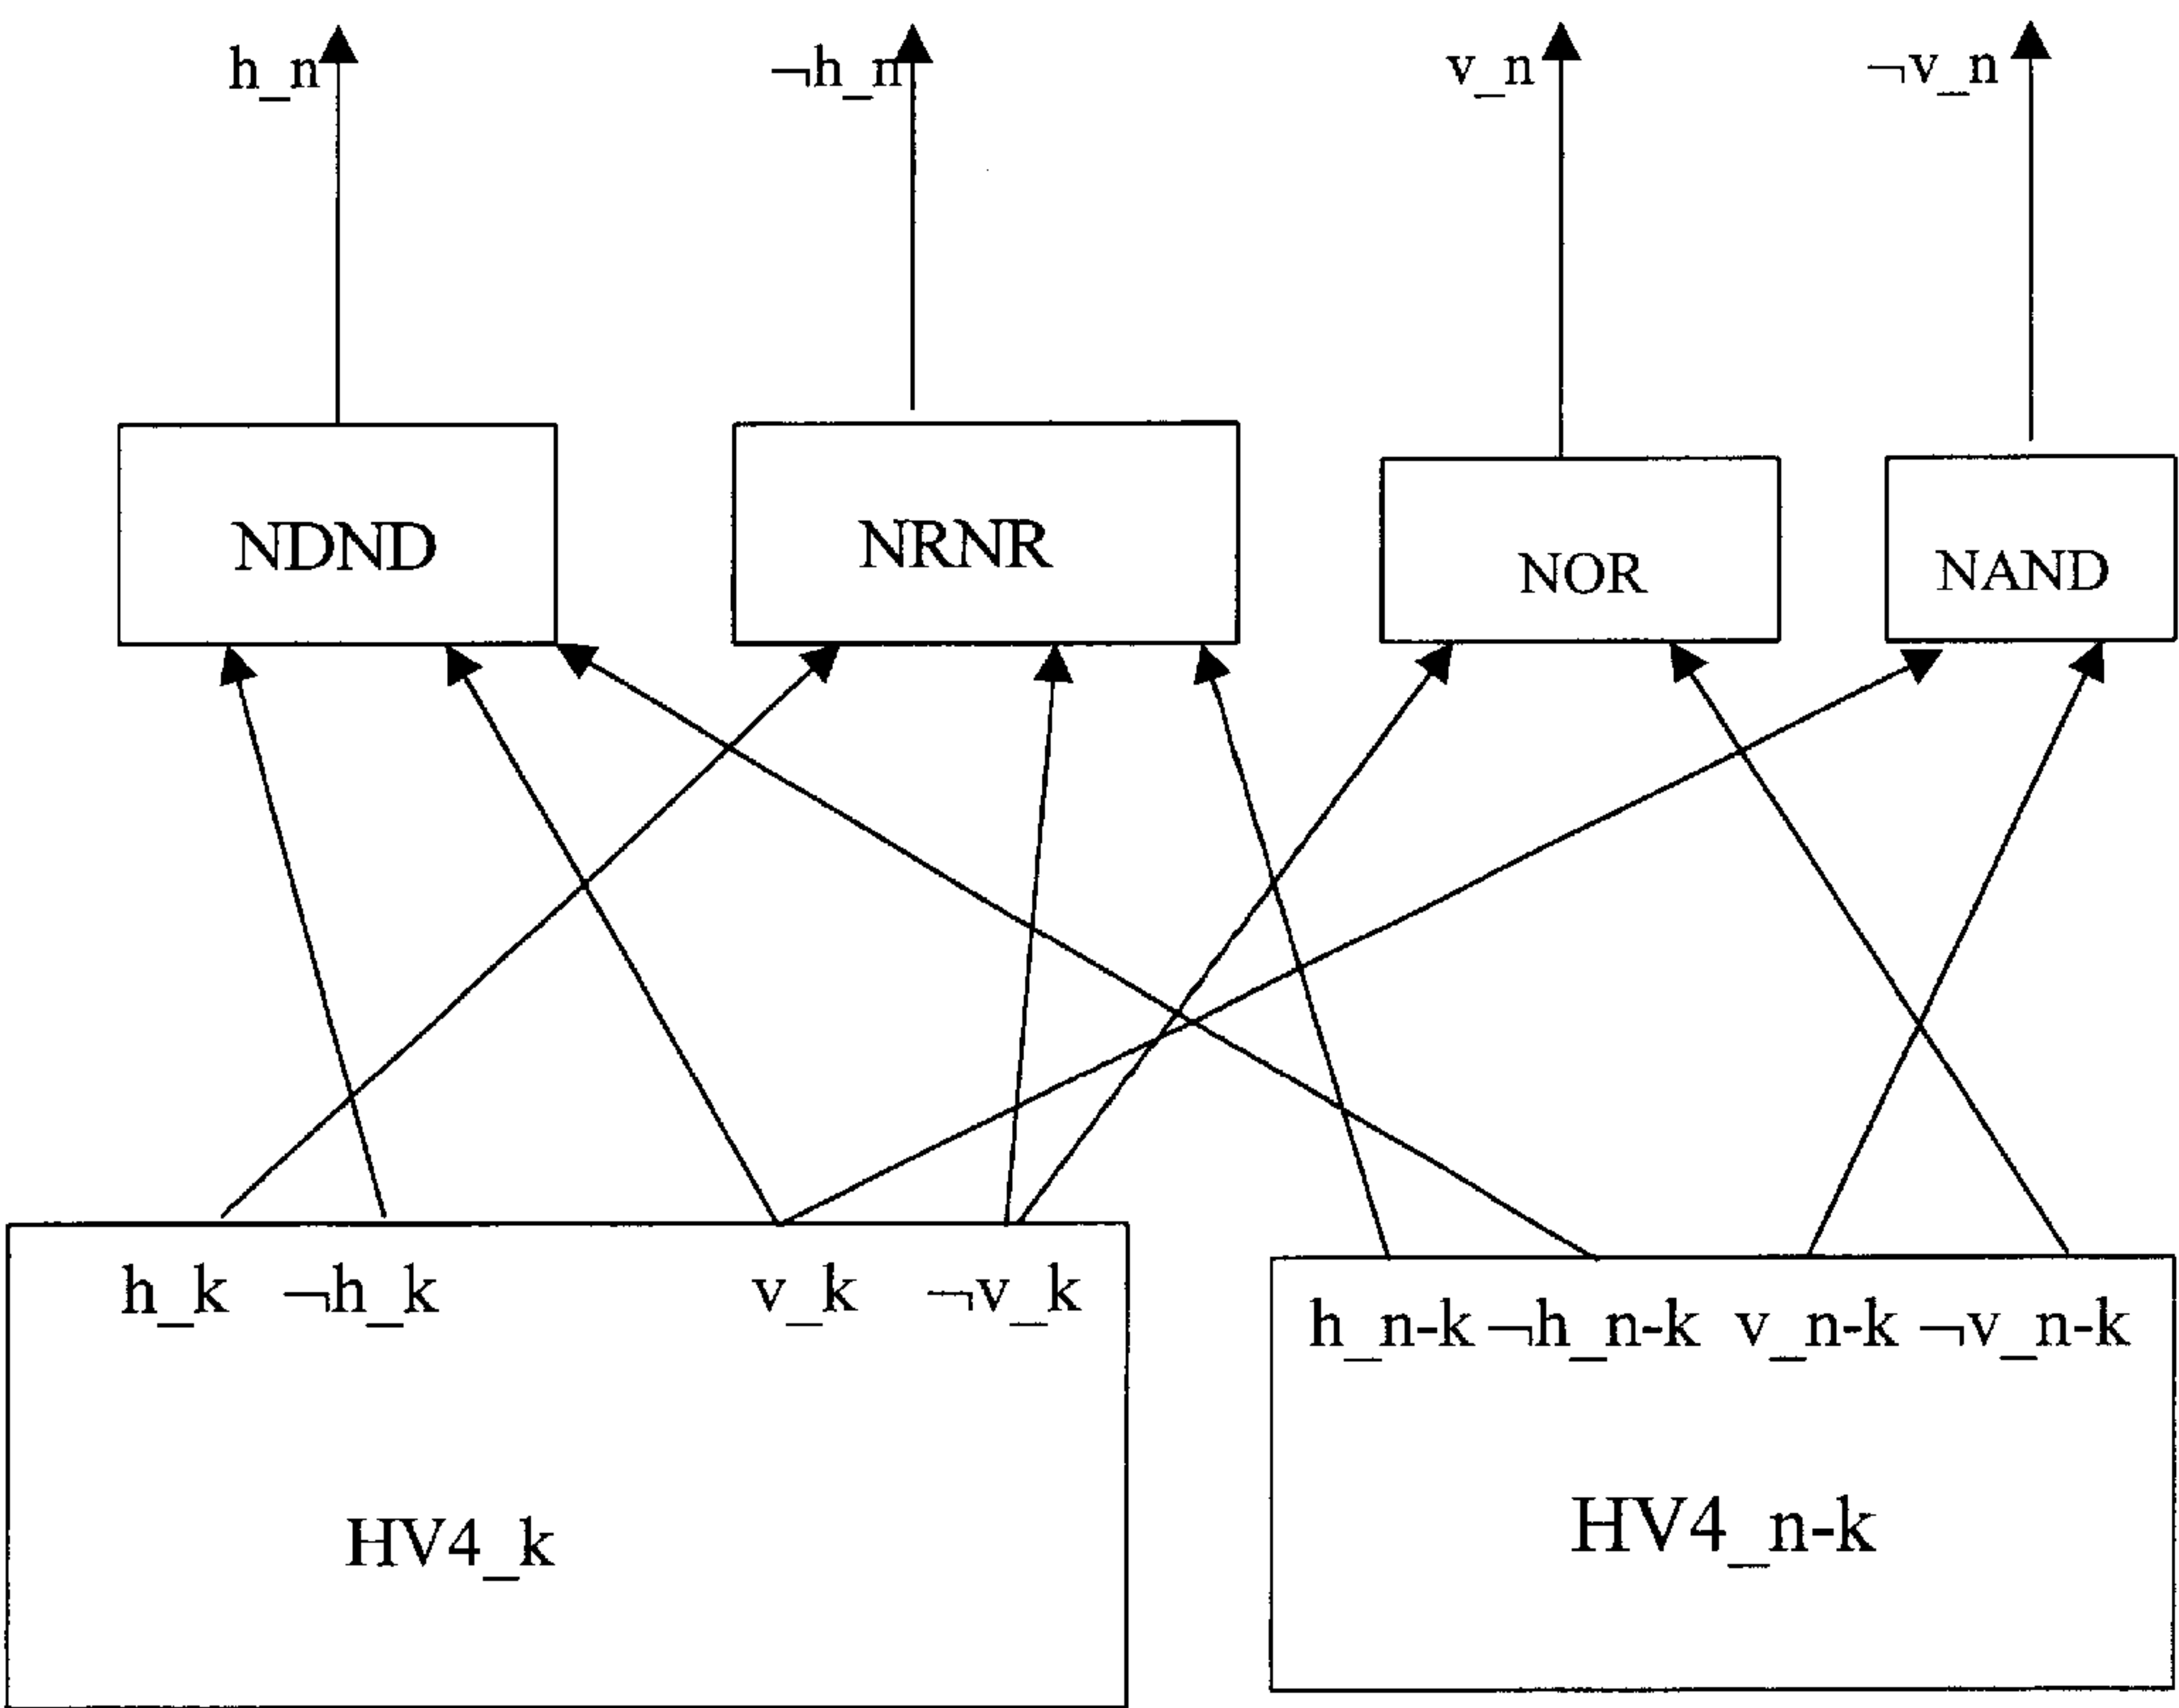 h_n ¬h_n v_n ¬v_n
NDND NRNR NOR NAND
h_k ¬h_k v_k ¬v_k
h_n-k ¬h_n-k v_n-k ¬v_n-k
HV4_k
HV4_n-k